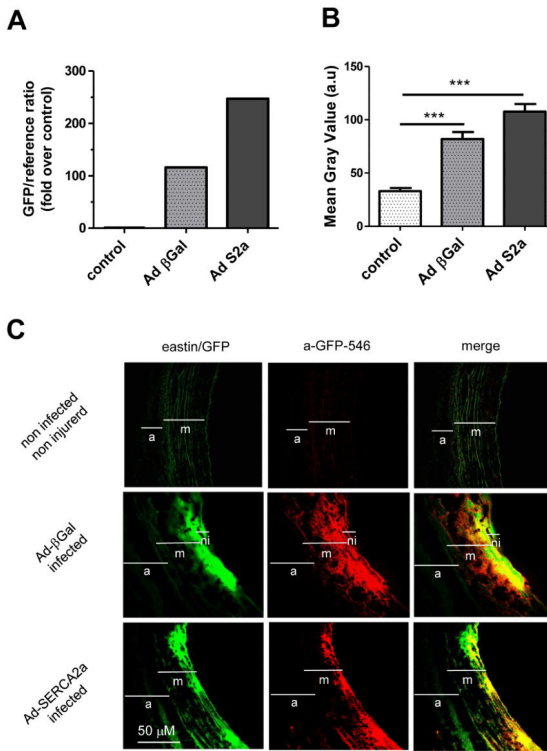 A
GFP/reference ratio
(fold over control)
300
200
100
0
control
Ad βGal
Ad S2a
B
Mean Gray Value (a.u)
150
100
50
0
***
***
control
Ad βGal
Ad S2a
C
eastin/GFP
a-GFP-546
merge
non infected
non injurerd
a
m
a
m
a
m
Ad-βGal
infected
ni
m
a
ni
m
a
ni
m
a
Ad-SERCA2a
infected
m
a
50 µM
m
a
m
a